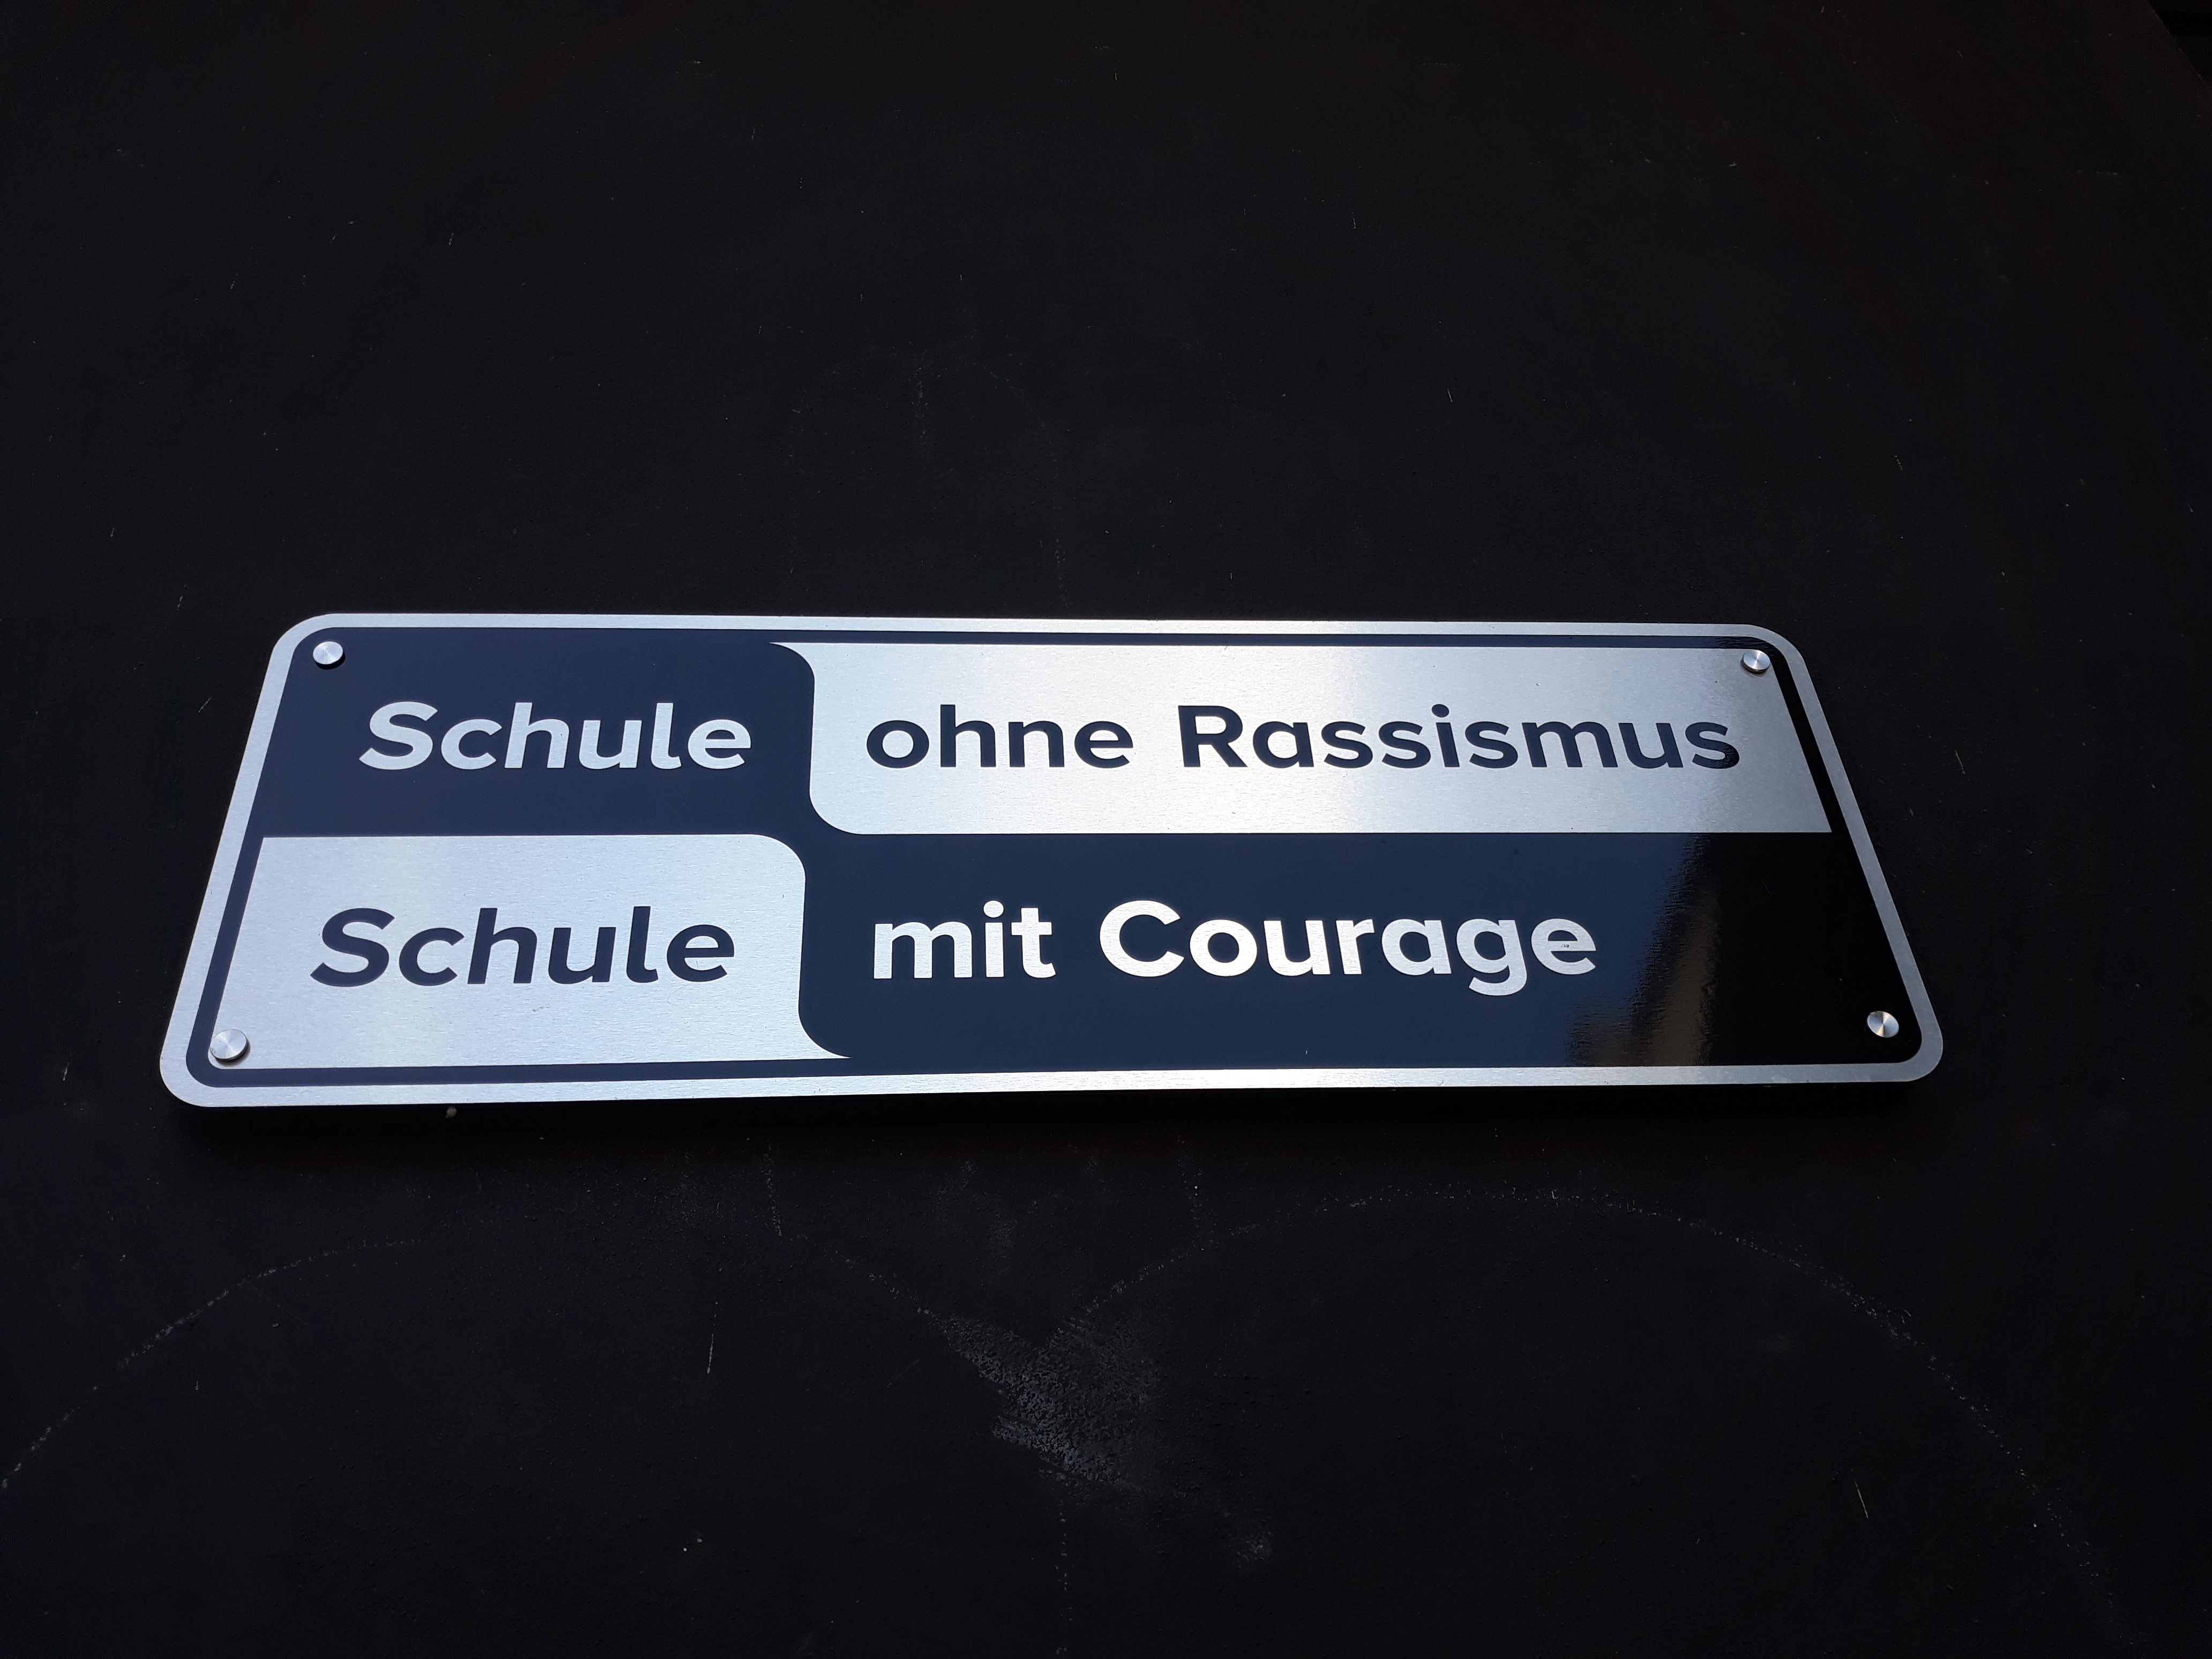 Schule ohne Rassismus
Schule mit Courage